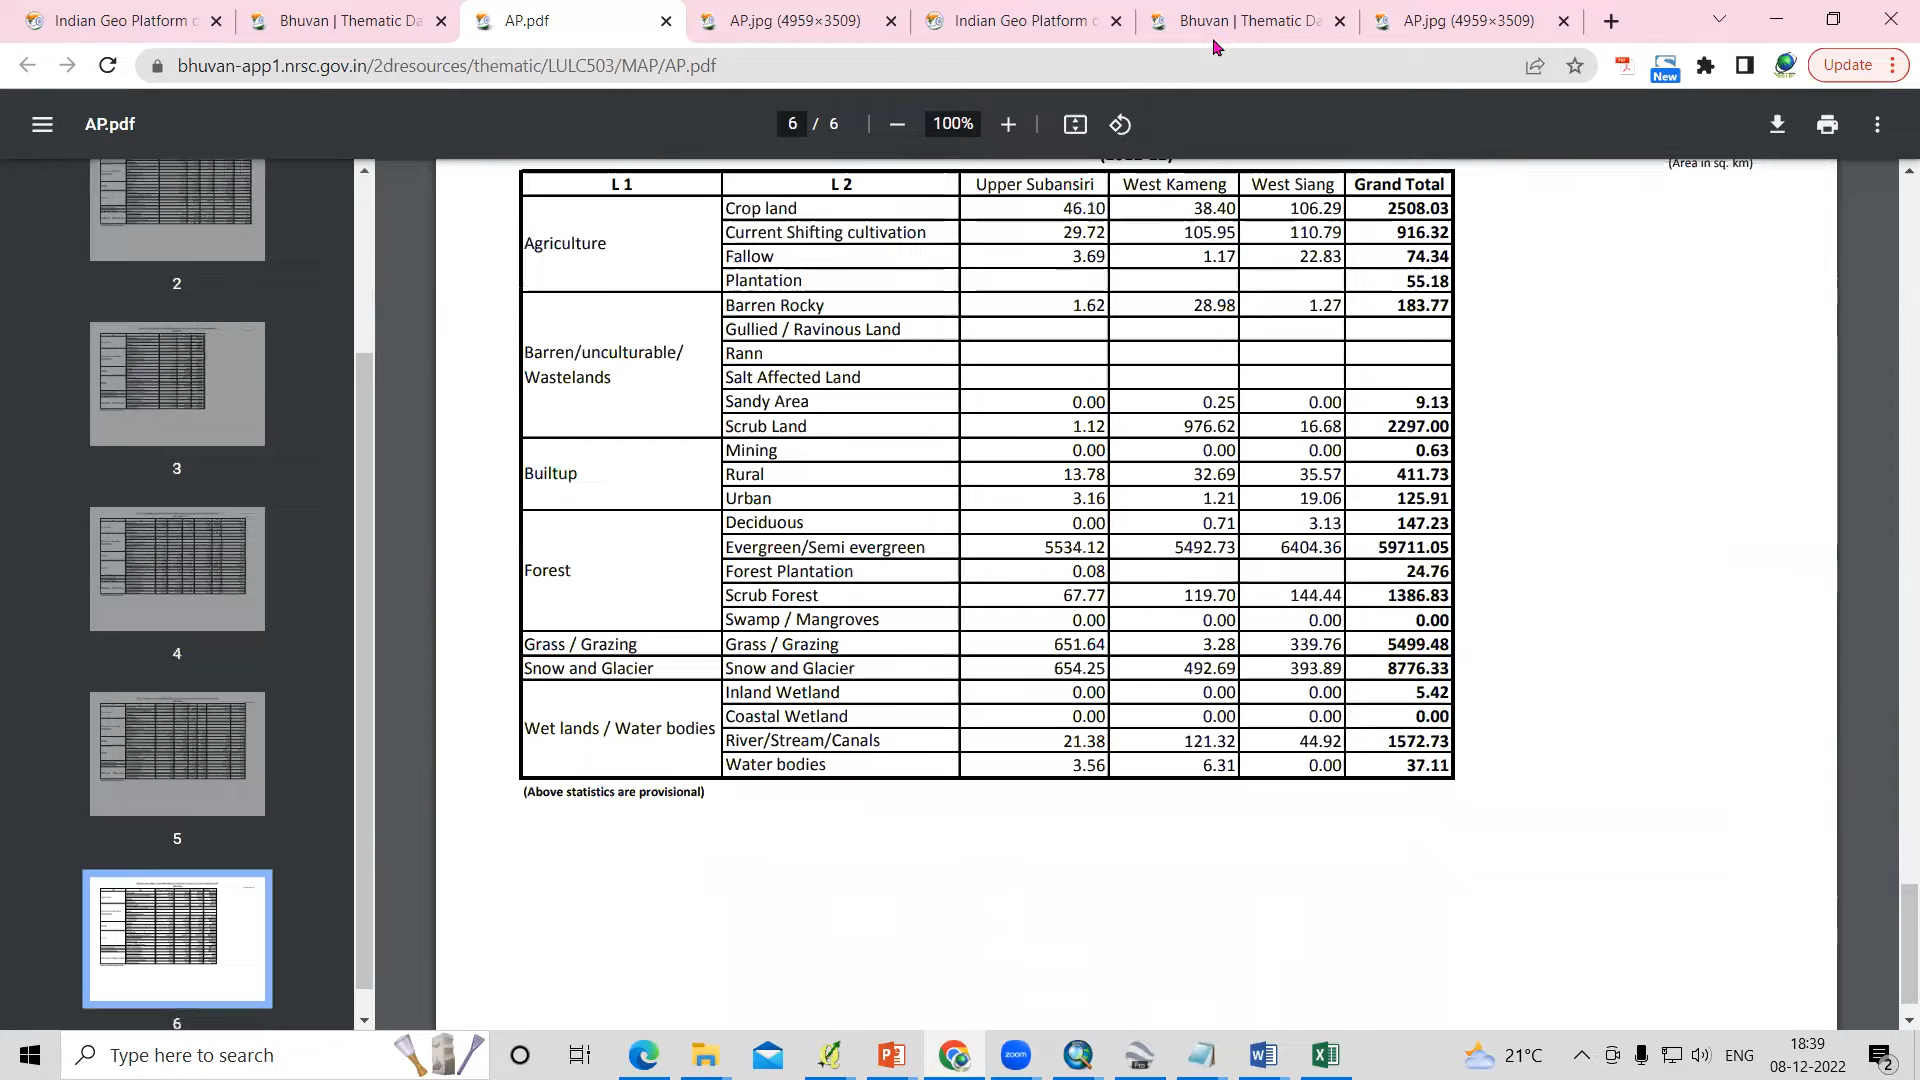 Indian Geo Platform
Bhuvan | Thematic Da
AP.pdf
AP.jpg (4959×3509)
Indian Geo Platform
Bhuvan | Thematic Da
AP.jpg (4959×3509)
bhuvan-app1.nrsc.gov.in/2dresources/thematic/LULC503/MAP/AP.pdf
New
Update
AP.pdf
6 / 6
100%
2
3
4
5
6
(Area in sq. km)
L 1 L 2 Upper Subansiri West Kameng West Siang Grand Total
Agriculture
Crop land 46.10 38.40 106.29 2508.03
Current Shifting cultivation 29.72 105.95 110.79 916.32
Fallow 3.69 1.17 22.83 74.34
Plantation 55.18
Barren/unculturable/
Wastelands
Barren Rocky 1.62 28.98 1.27 183.77
Gullied / Ravinous Land
Rann
Salt Affected Land
Sandy Area 0.00 0.25 0.00 9.13
Scrub Land 1.12 976.62 16.68 2297.00
Builtup
Mining 0.00 0.00 0.00 0.63
Rural 13.78 32.69 35.57 411.73
Urban 3.16 1.21 19.06 125.91
Forest
Deciduous 0.00 0.71 3.13 147.23
Evergreen/Semi evergreen 5534.12 5492.73 6404.36 59711.05
Forest Plantation 0.08 24.76
Scrub Forest 67.77 119.70 144.44 1386.83
Swamp / Mangroves 0.00 0.00 0.00 0.00
Grass / Grazing Grass / Grazing 651.64 3.28 339.76 5499.48
Snow and Glacier Snow and Glacier 654.25 492.69 393.89 8776.33
Wet lands / Water bodies
Inland Wetland 0.00 0.00 0.00 5.42
Coastal Wetland 0.00 0.00 0.00 0.00
River/Stream/Canals 21.38 121.32 44.92 1572.73
Water bodies 3.56 6.31 0.00 37.11
(Above statistics are provisional)
Type here to search
zoom
Pro
21°C
ENG
18:39
08-12-2022
2